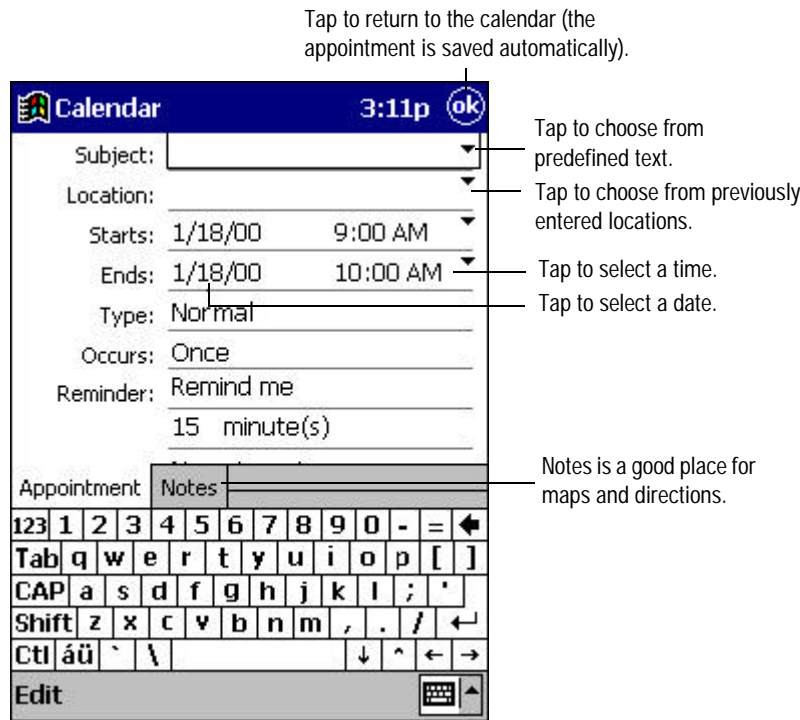 Tap to return to the calendar (the
appointment is saved automatically).
Calendar 3:11p ok
Subject:
Tap to choose from
predefined text.
Location:
Tap to choose from previously
entered locations.
Starts: 1/18/00 9:00 AM
Ends: 1/18/00 10:00 AM
Tap to select a time.
Tap to select a date.
Type: Normal
Occurs: Once
Reminder: Remind me
15 minute(s)
Appointment Notes
Notes is a good place for
maps and directions.
123 1 2 3 4 5 6 7 8 9 0 - = 🡸
Tab q w e r t y u i o p [ ]
CAP a s d f g h j k l ; '
Shift z x c v b n m , . / ↵
Ctl áü ` \ ↓ ^ ← →
Edit